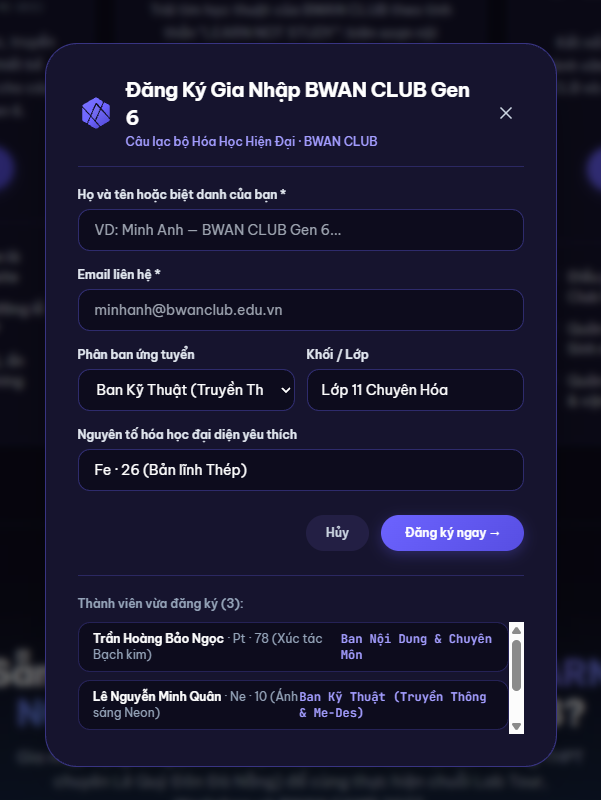 Đăng Ký Gia Nhập BWAN CLUB Gen
6
Câu lạc bộ Hóa Học Hiện Đại · BWAN CLUB
Họ và tên hoặc biệt danh của bạn *
VD: Minh Anh — BWAN CLUB Gen 6...
Email liên hệ *
minhanh@bwanclub.edu.vn
Phân ban ứng tuyển
Khối / Lớp
Ban Kỹ Thuật (Truyền Th
Lớp 11 Chuyên Hóa
Nguyên tố hóa học đại diện yêu thích
Fe · 26 (Bản lĩnh Thép)
Hủy
Đăng ký ngay →
Thành viên vừa đăng ký (3):
Trần Hoàng Bảo Ngọc · Pt · 78 (Xúc tác
Bạch kim)
Ban Nội Dung & Chuyên
Môn
Lê Nguyễn Minh Quân · Ne · 10 (Ánh
sáng Neon)
Ban Kỹ Thuật (Truyền Thông
& Me-Des)